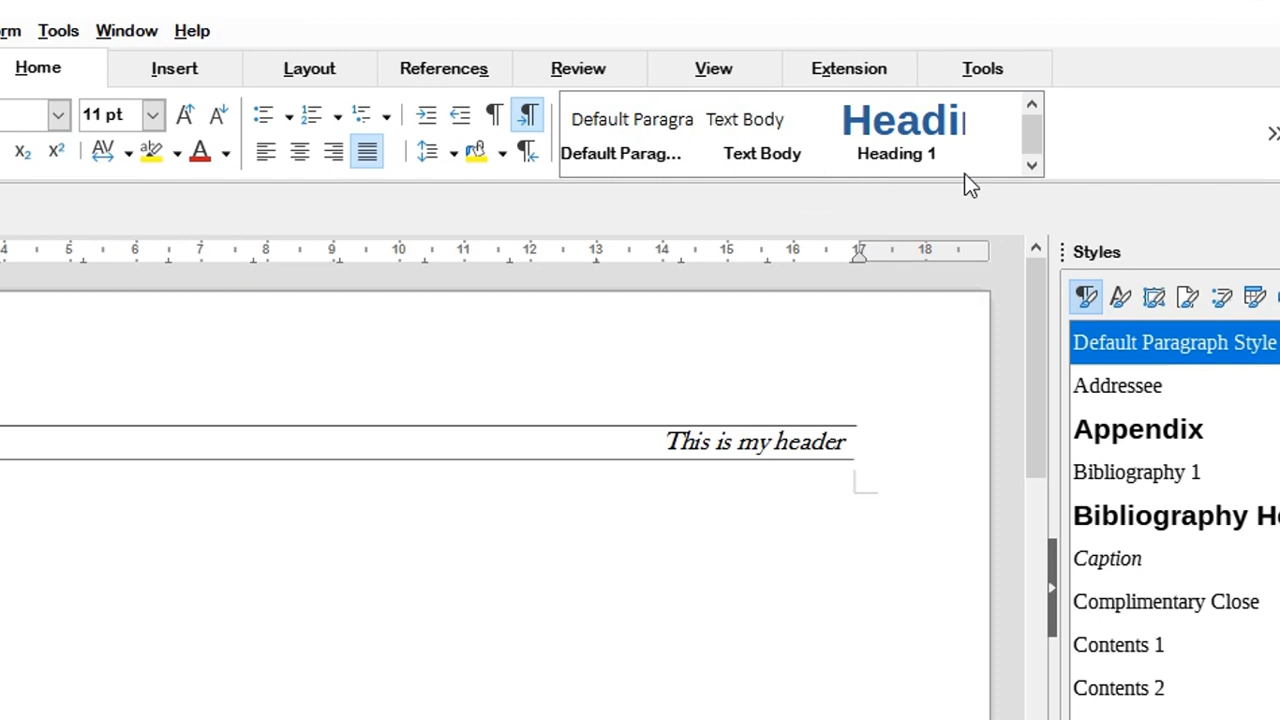 rm Tools Window Help
Home Insert Layout References Review View Extension Tools
11 pt
Default Paragra Text Body Headi
Default Parag... Text Body Heading 1
4 5 6 7 8 9 10 11 12 13 14 15 16 17 18
Styles
Default Paragraph Style
Addressee
This is my header
Appendix
Bibliography 1
Bibliography He
Caption
Complimentary Close
Contents 1
Contents 2